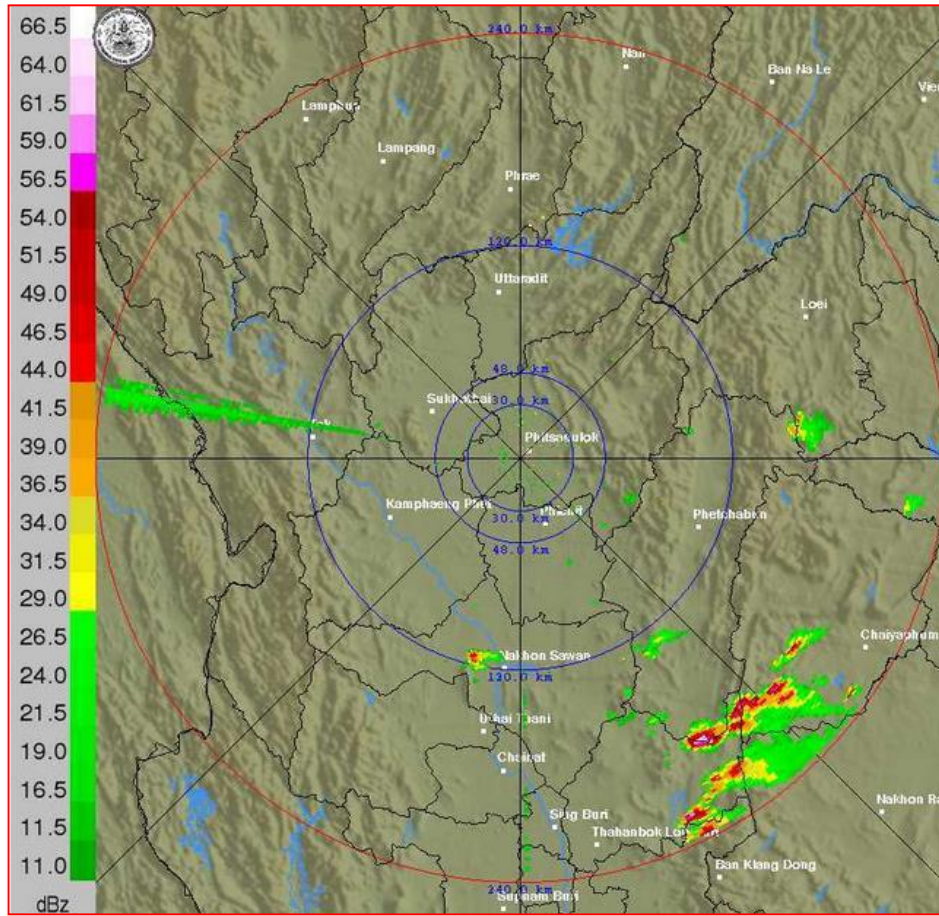 66.5
64.0
61.5
59.0
56.5
54.0
51.5
49.0
46.5
44.0
41.5
39.0
36.5
34.0
31.5
29.0
26.5
24.0
21.5
19.0
16.5
11.5
11.0
dBz
240.0 km
Nan
Ban Na Le
Lamphun
Lampang
Phrae
120.0 km
Uttaradit
Loei
48.0 km
30.0 km
Sukhothai
Phitsanulok
Kamphaeng Phet
Phichit
Phetchabun
30.0 km
48.0 km
Chaiyaphum
Nakhon Sawan
120.0 km
Uthai Thani
Chainat
Sing Buri
Thahanbok
Ban Klang Dong
240.0 km
Suphan Buri